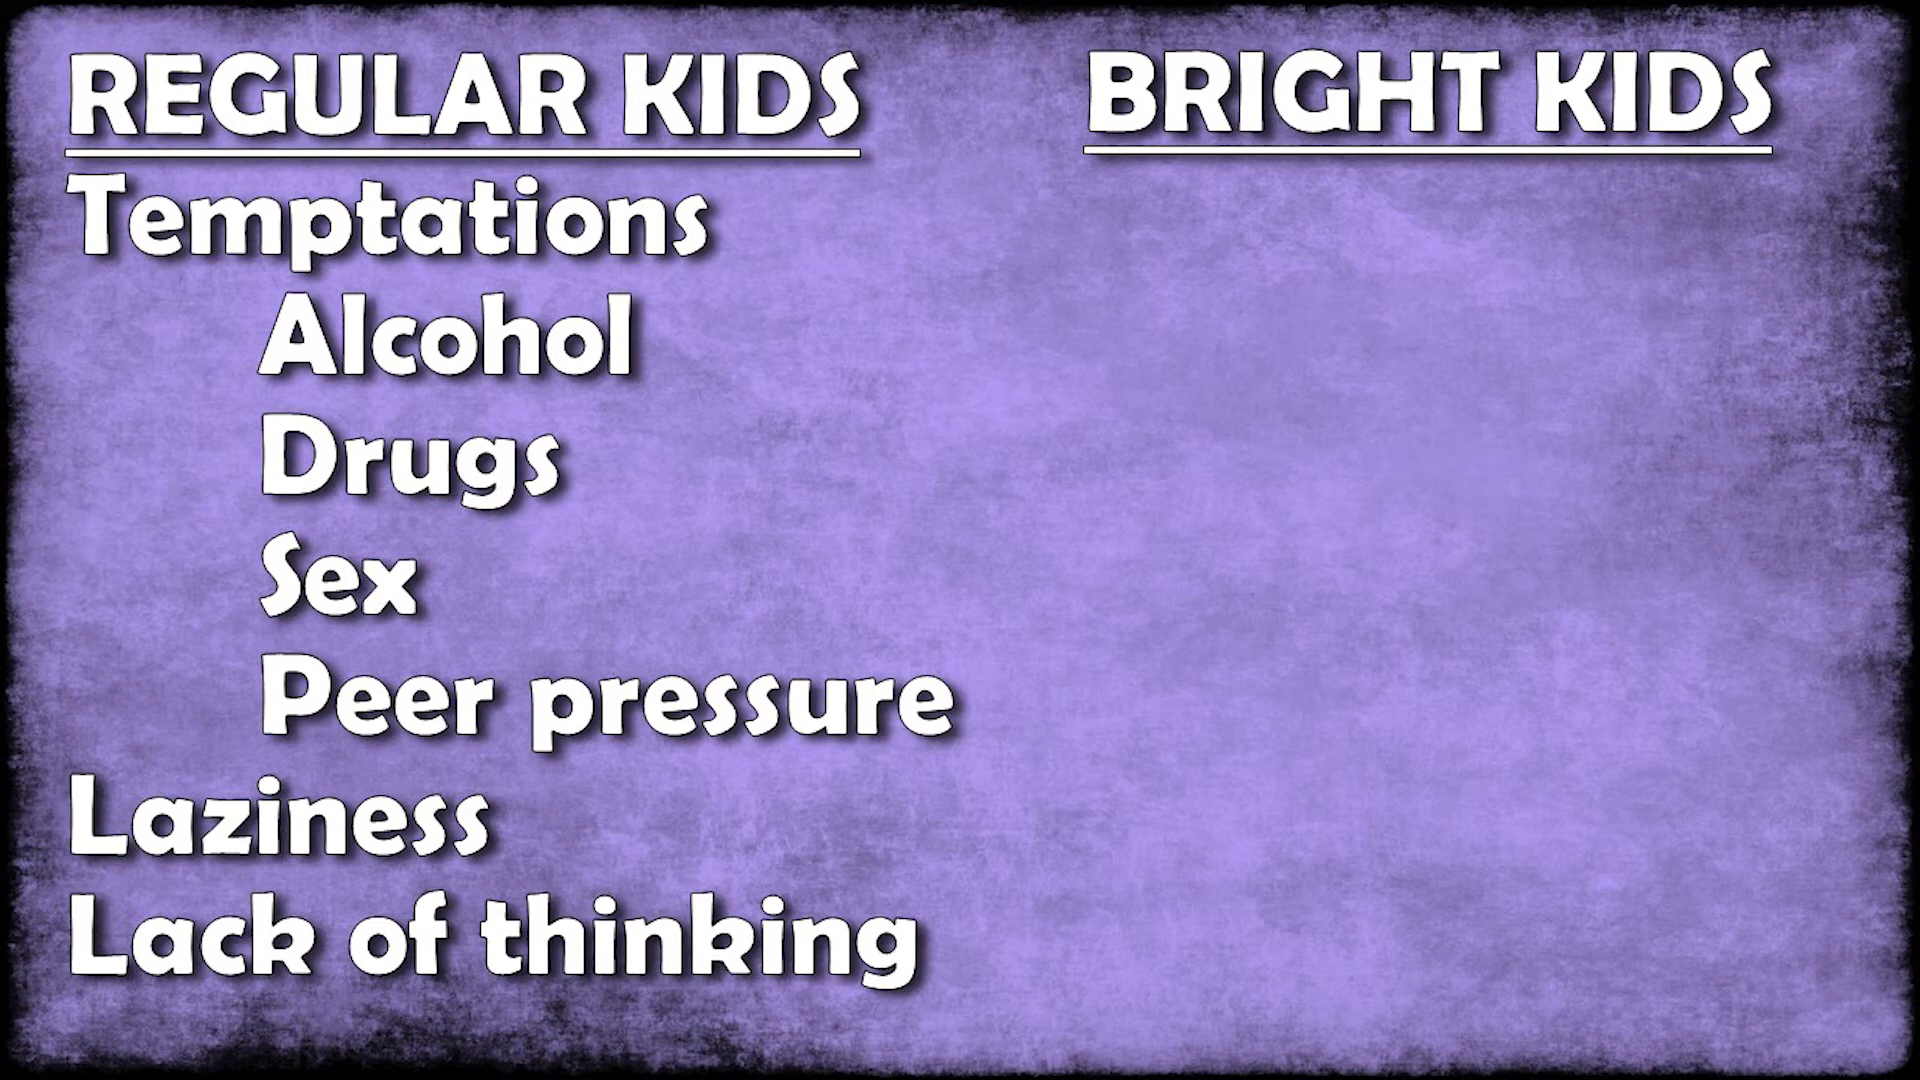 REGULAR KIDS
Temptations
Alcohol
Drugs
Sex
Peer pressure
Laziness
Lack of thinking
BRIGHT KIDS